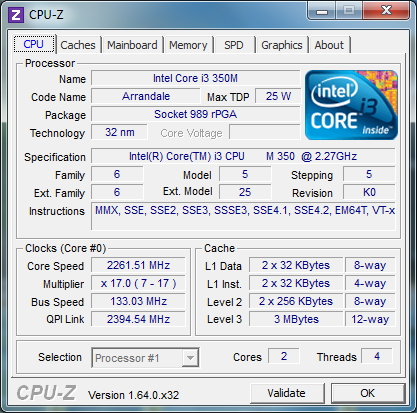 CPU-Z
CPU Caches Mainboard Memory SPD Graphics About
Processor
Name Intel Core i3 350M
Code Name Arrandale Max TDP 25 W
Package Socket 989 rPGA
Technology 32 nm Core Voltage
intel CORE i3 inside™
Specification Intel(R) Core(TM) i3 CPU M 350 @ 2.27GHz
Family 6 Model 5 Stepping 5
Ext. Family 6 Ext. Model 25 Revision K0
Instructions MMX, SSE, SSE2, SSE3, SSSE3, SSE4.1, SSE4.2, EM64T, VT-x
Clocks (Core #0)
Core Speed 2261.51 MHz
Multiplier x 17.0 ( 7 - 17 )
Bus Speed 133.03 MHz
QPI Link 2394.54 MHz
Cache
L1 Data 2 x 32 KBytes 8-way
L1 Inst. 2 x 32 KBytes 4-way
Level 2 2 x 256 KBytes 8-way
Level 3 3 MBytes 12-way
Selection Processor #1 Cores 2 Threads 4
CPU-Z Version 1.64.0.x32 Validate OK